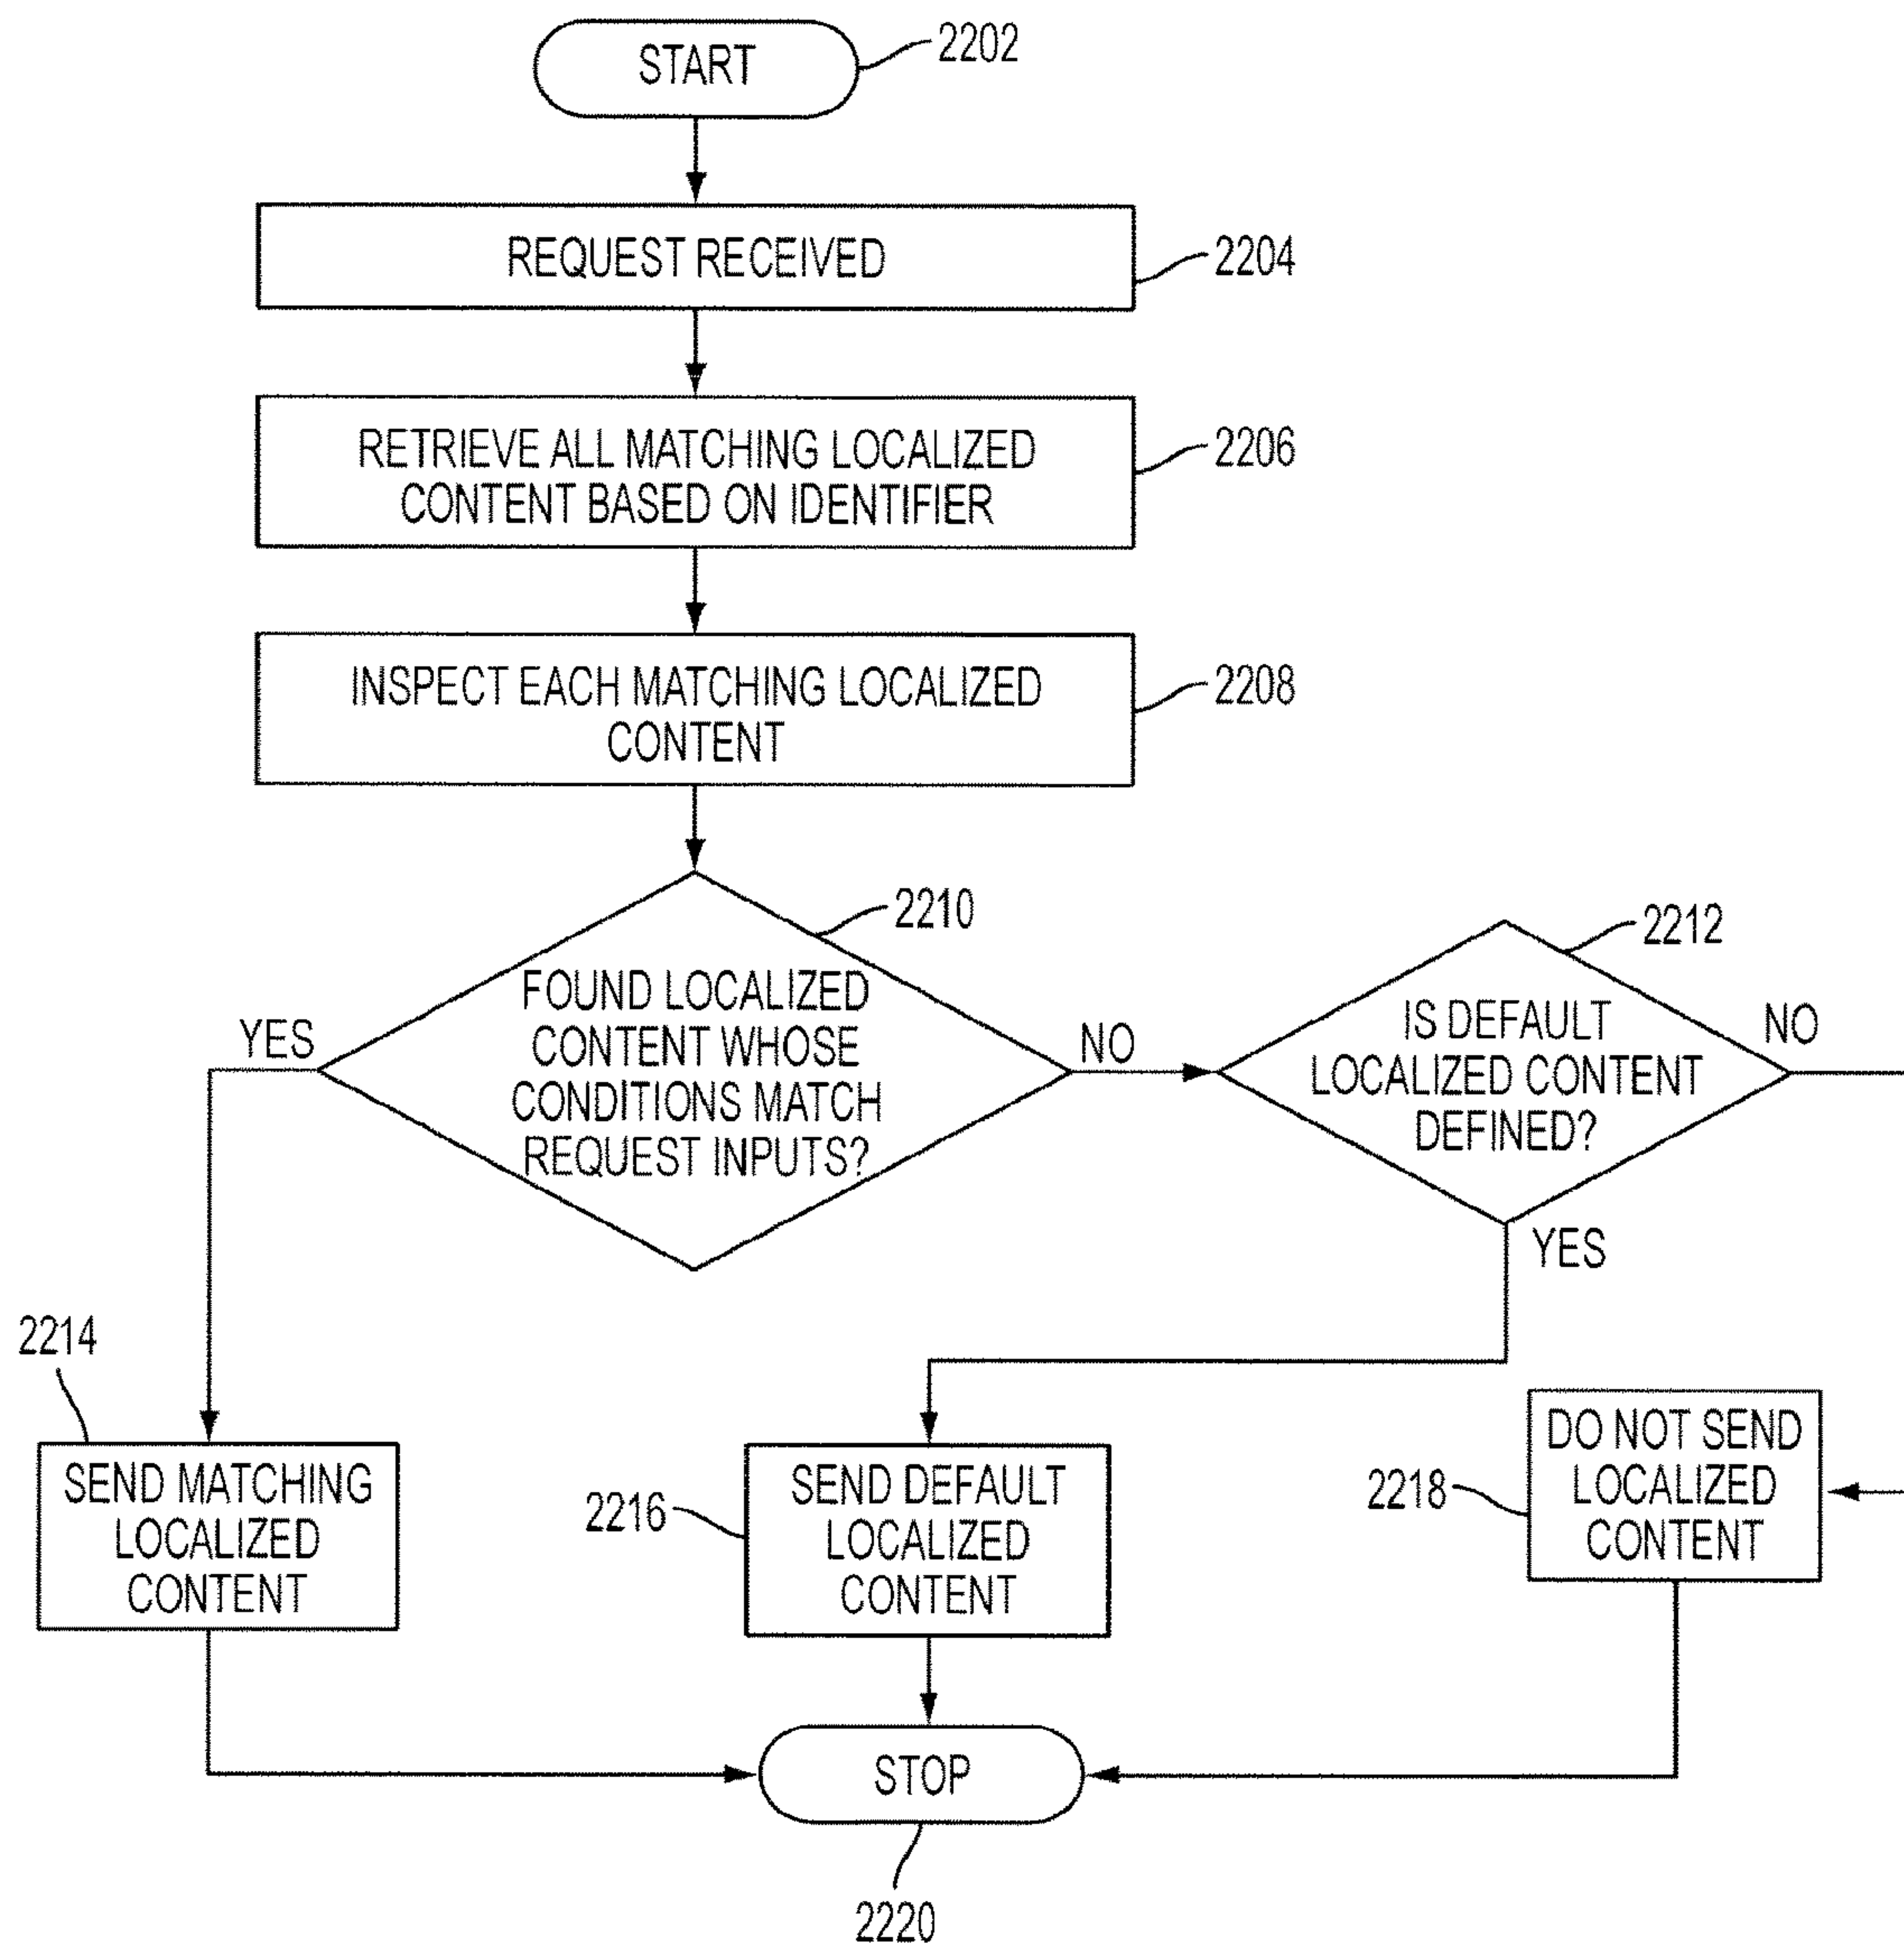 START
2202
REQUEST RECEIVED
2204
RETRIEVE ALL MATCHING LOCALIZED
CONTENT BASED ON IDENTIFIER
2206
INSPECT EACH MATCHING LOCALIZED
CONTENT
2208
2210
FOUND LOCALIZED
CONTENT WHOSE
CONDITIONS MATCH
REQUEST INPUTS?
YES
NO
2212
IS DEFAULT
LOCALIZED CONTENT
DEFINED?
NO
YES
2214
SEND MATCHING
LOCALIZED
CONTENT
2216
SEND DEFAULT
LOCALIZED
CONTENT
2218
DO NOT SEND
LOCALIZED
CONTENT
STOP
2220